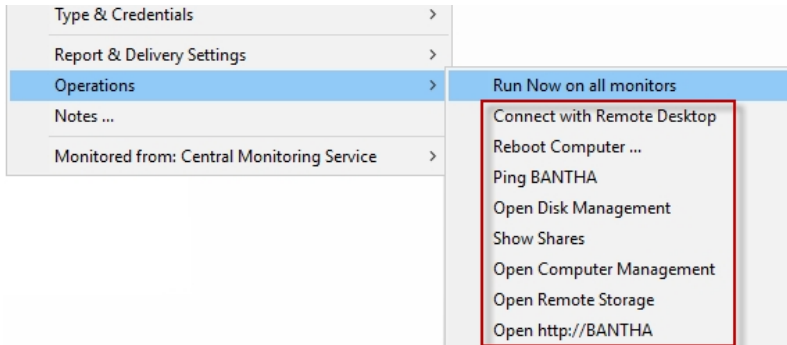 Type & Credentials
Report & Delivery Settings
Operations
Notes ...
Monitored from: Central Monitoring Service
Run Now on all monitors
Connect with Remote Desktop
Reboot Computer ...
Ping BANTHA
Open Disk Management
Show Shares
Open Computer Management
Open Remote Storage
Open http://BANTHA